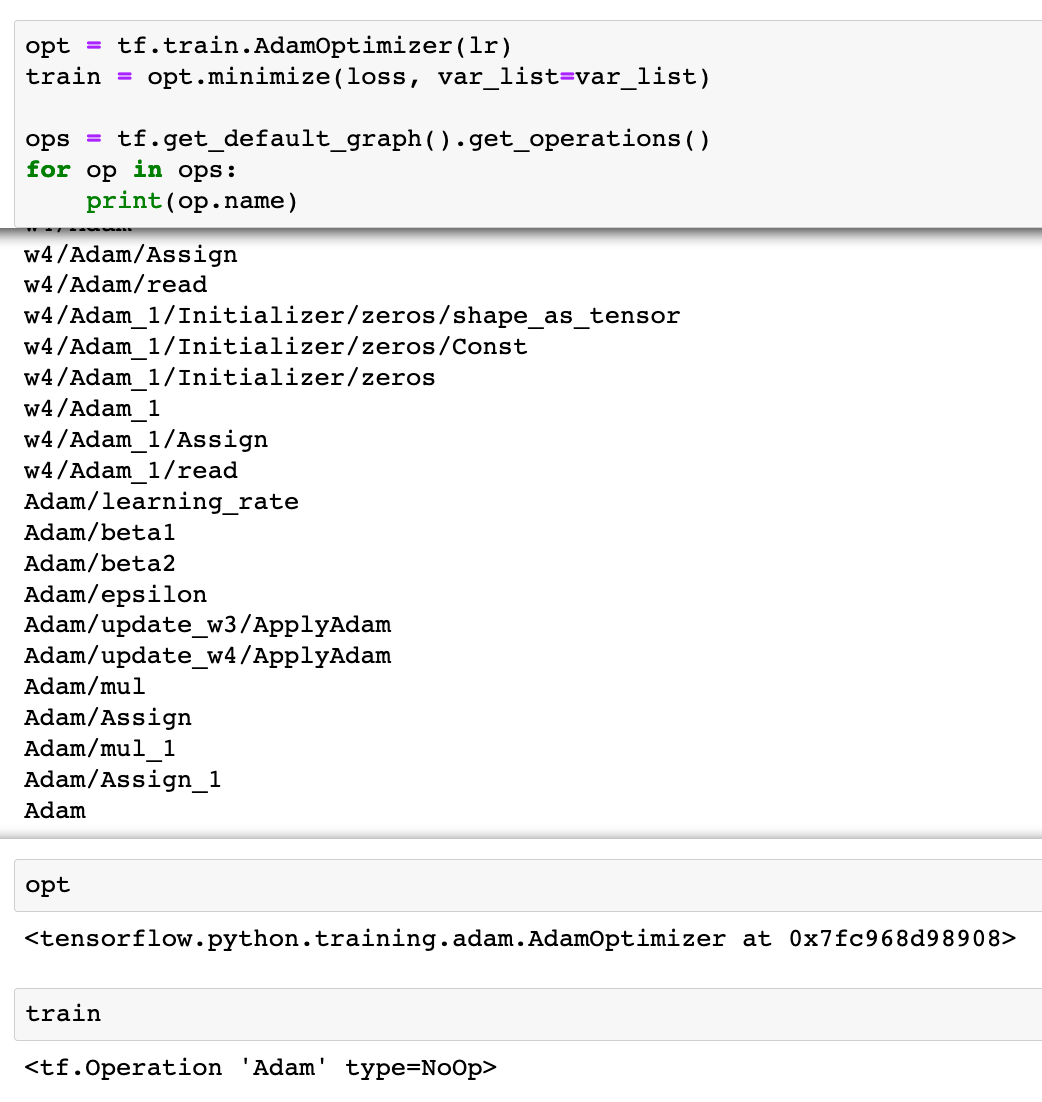 opt = tf.train.AdamOptimizer(lr)
train = opt.minimize(loss, var_list=var_list)
ops = tf.get_default_graph().get_operations()
for op in ops:
    print(op.name)
w4/Adam/Assign
w4/Adam/read
w4/Adam_1/Initializer/zeros/shape_as_tensor
w4/Adam_1/Initializer/zeros/Const
w4/Adam_1/Initializer/zeros
w4/Adam_1
w4/Adam_1/Assign
w4/Adam_1/read
Adam/learning_rate
Adam/beta1
Adam/beta2
Adam/epsilon
Adam/update_w3/ApplyAdam
Adam/update_w4/ApplyAdam
Adam/mul
Adam/Assign
Adam/mul_1
Adam/Assign_1
Adam
opt
<tensorflow.python.training.adam.AdamOptimizer at 0x7fc968d98908>
train
<tf.Operation 'Adam' type=NoOp>